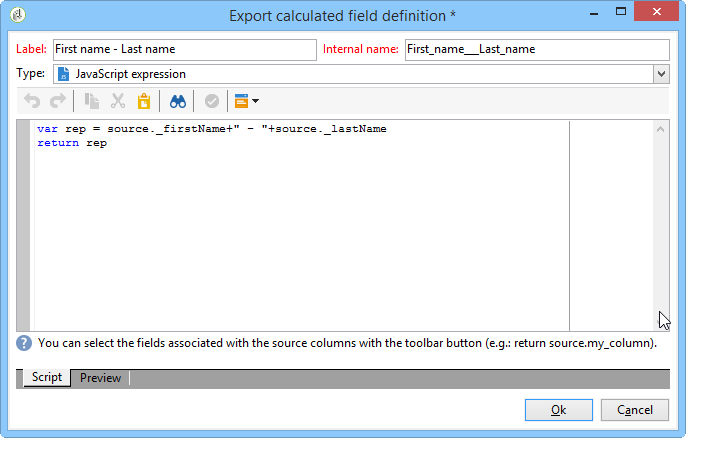 Export calculated field definition *
Label: First name - Last name Internal name: First_name___Last_name
Type: JavaScript expression
var rep = source._firstName+" - "+source._lastName
return rep
You can select the fields associated with the source columns with the toolbar button (e.g.: return source.my_column).
Script Preview
Ok Cancel